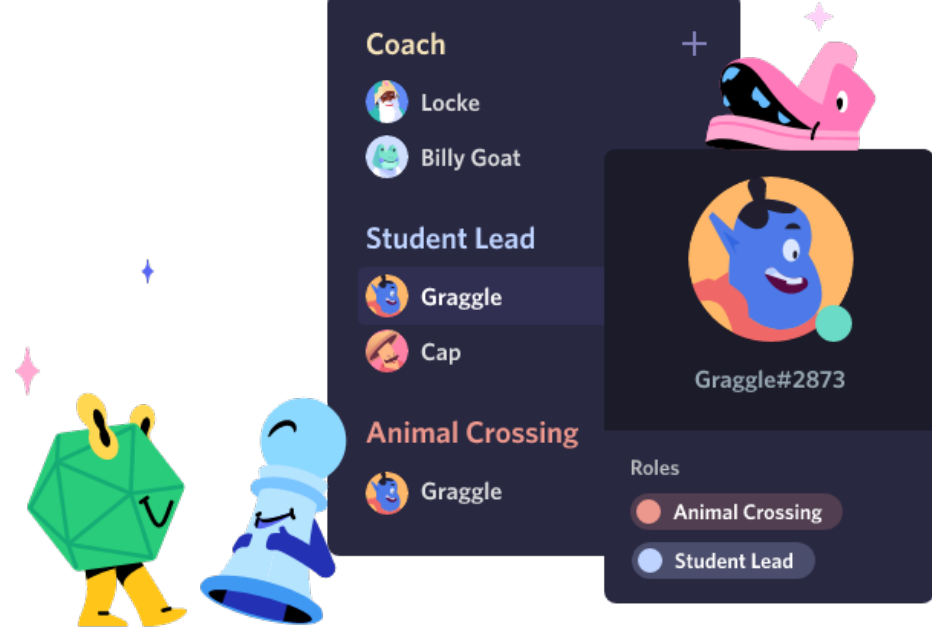 Coach
Locke
Billy Goat
Student Lead
Graggle
Cap
Animal Crossing
Graggle
Graggle#2873
Roles
Animal Crossing
Student Lead